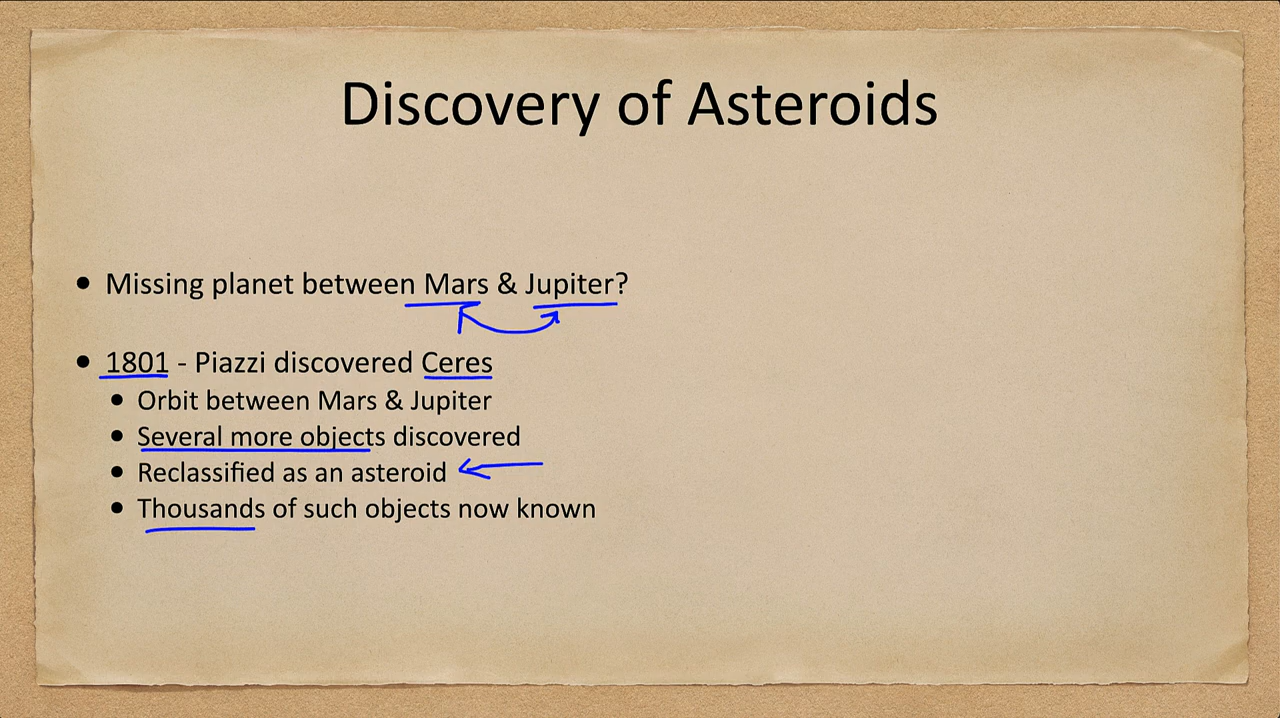 Discovery of Asteroids
• Missing planet between Mars & Jupiter?
• 1801 - Piazzi discovered Ceres
• Orbit between Mars & Jupiter
• Several more objects discovered
• Reclassified as an asteroid
• Thousands of such objects now known